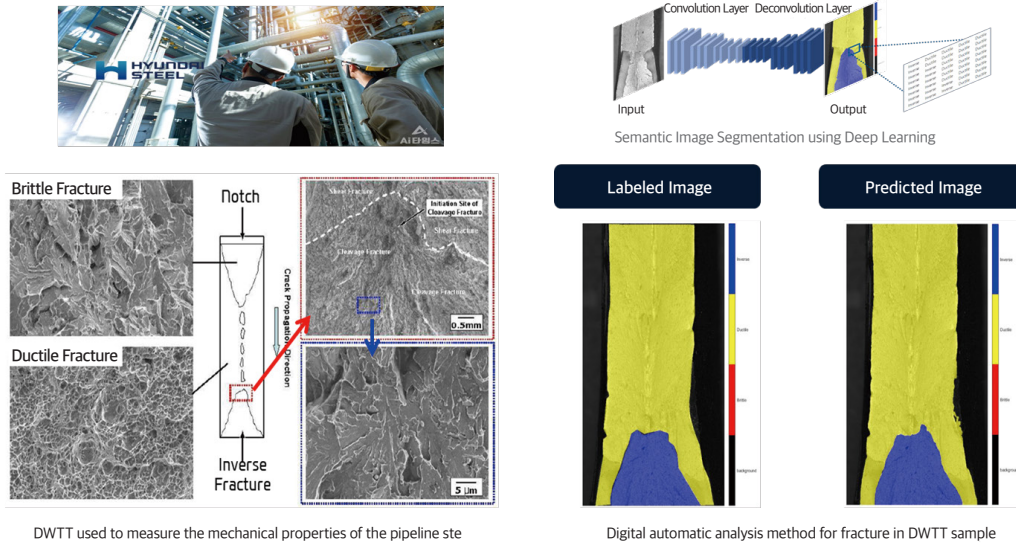 HYUNDAI
STEEL
Ai타임스
Convolution Layer
Deconvolution Layer
Input
Output
Semantic Image Segmentation using Deep Learning
Brittle Fracture
Ductile Fracture
Notch
Crack Propagation Direction
Inverse
Fracture
Shear Fracture
Initiation Site of
Cleavage Fracture
Shear Fracture
Cleavage Fracture
Cleavage Fracture
0.5mm
5 µm
DWTT used to measure the mechanical properties of the pipeline ste
Labeled Image
Predicted Image
Inverse
Ductile
Brittle
background
Inverse
Ductile
Brittle
background
Digital automatic analysis method for fracture in DWTT sample